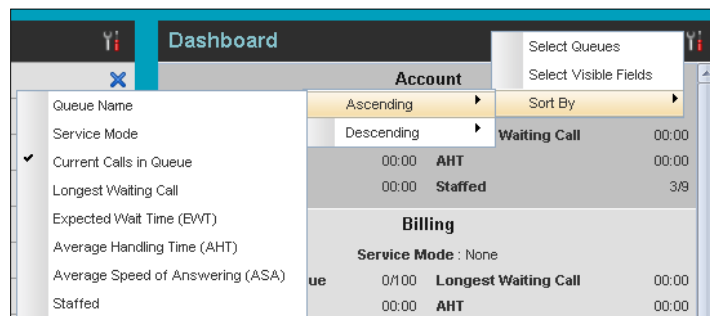 Dashboard
Select Queues
Select Visible Fields
Sort By
Account
Ascending
Descending
Queue Name
Service Mode
Current Calls in Queue
Longest Waiting Call
Expected Wait Time (EWT)
Average Handling Time (AHT)
Average Speed of Answering (ASA)
Staffed
Waiting Call 00:00
00:00 AHT 00:00
00:00 Staffed 3/9
Billing
Service Mode : None
ue 0/100 Longest Waiting Call 00:00
00:00 AHT 00:00